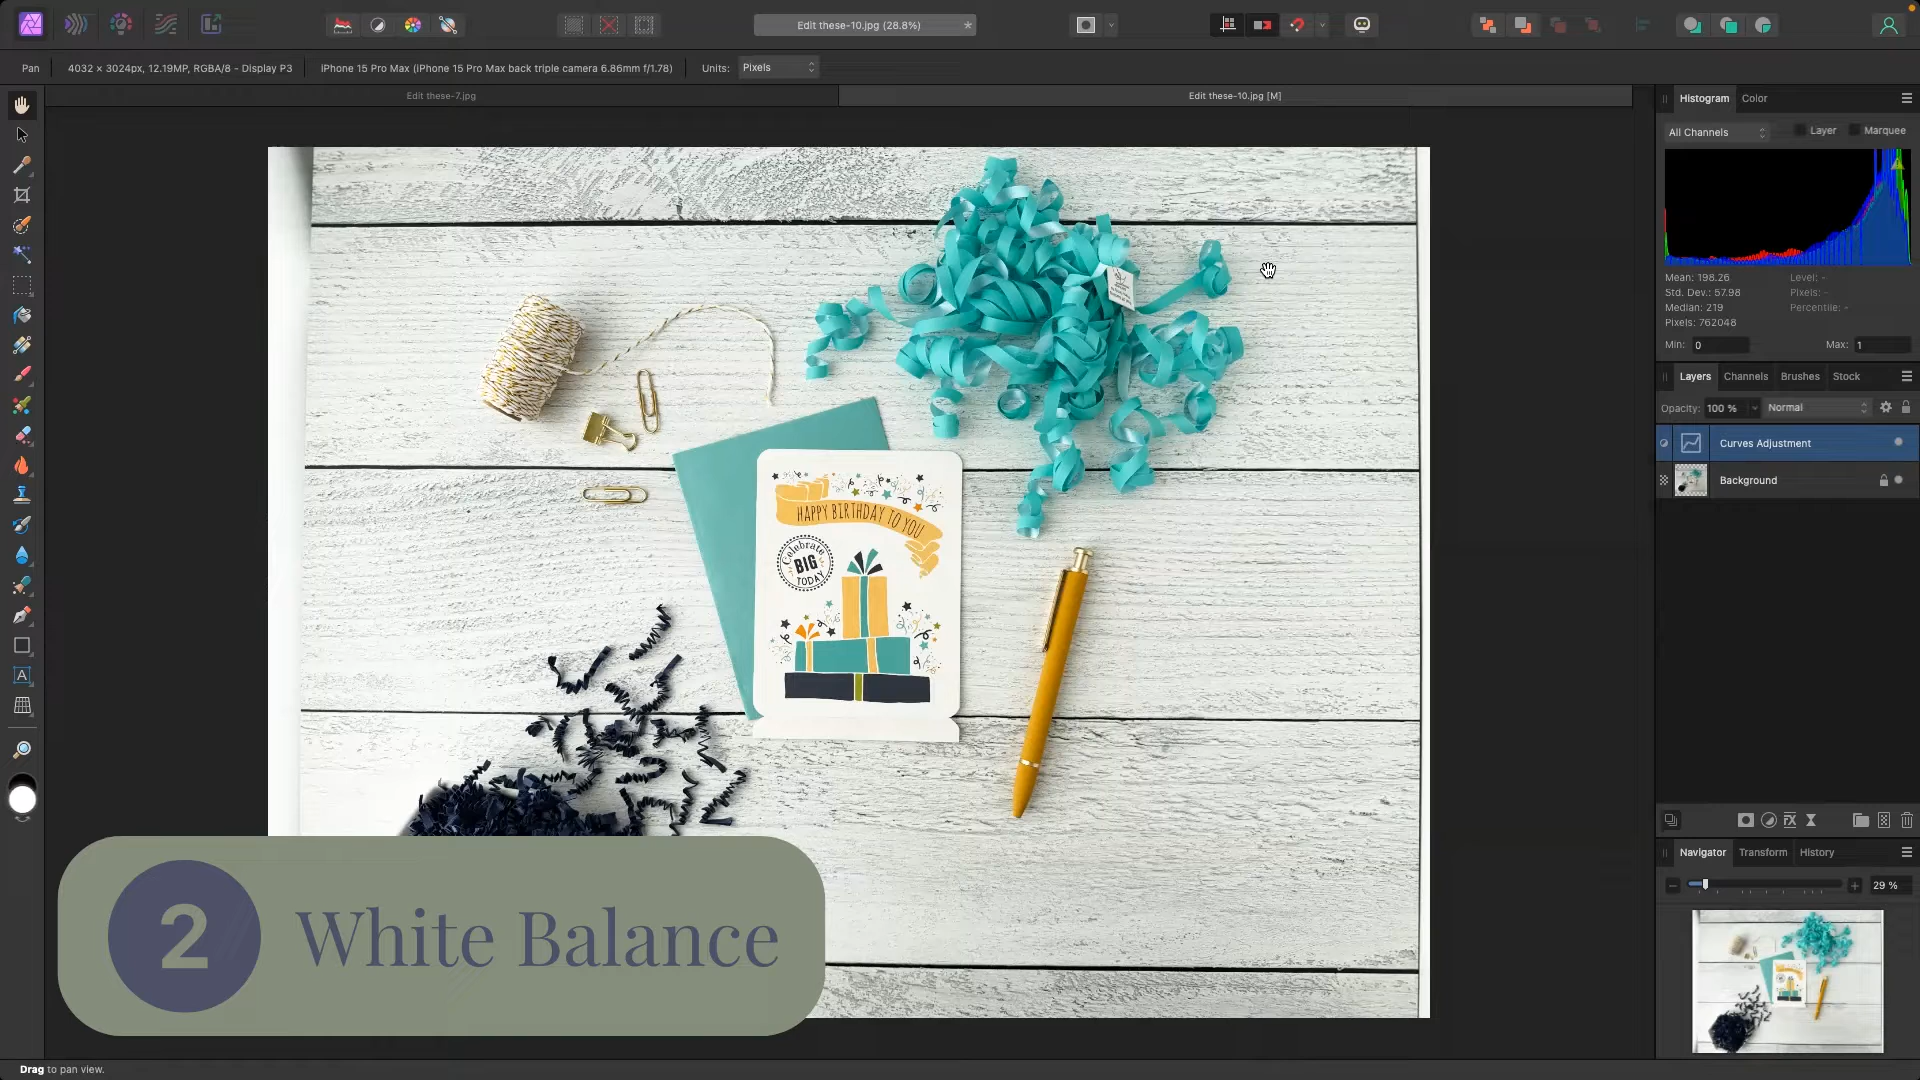 Edit these-10.jpg (28.8%)
*
Pan
4032 × 3024px, 12.19MP, RGBA/8 - Display P3
iPhone 15 Pro Max (iPhone 15 Pro Max back triple camera 6.86mm f/1.78)
Units:
Pixels
Edit these-7.jpg
Edit these-10.jpg [M]
Histogram
Color
All Channels
Layer
Marquee
Mean: 198.26
Level: -
Std. Dev.: 57.98
Pixels: -
Median: 219
Percentile: -
Pixels: 762048
Min: 0
Max: 1
Layers
Channels
Brushes
Stock
Opacity: 100 %
Normal
Curves Adjustment
Background
HAPPY BIRTHDAY TO YOU
Celebrate
BIG
TODAY
2
White Balance
Navigator
Transform
History
29 %
Drag to pan view.